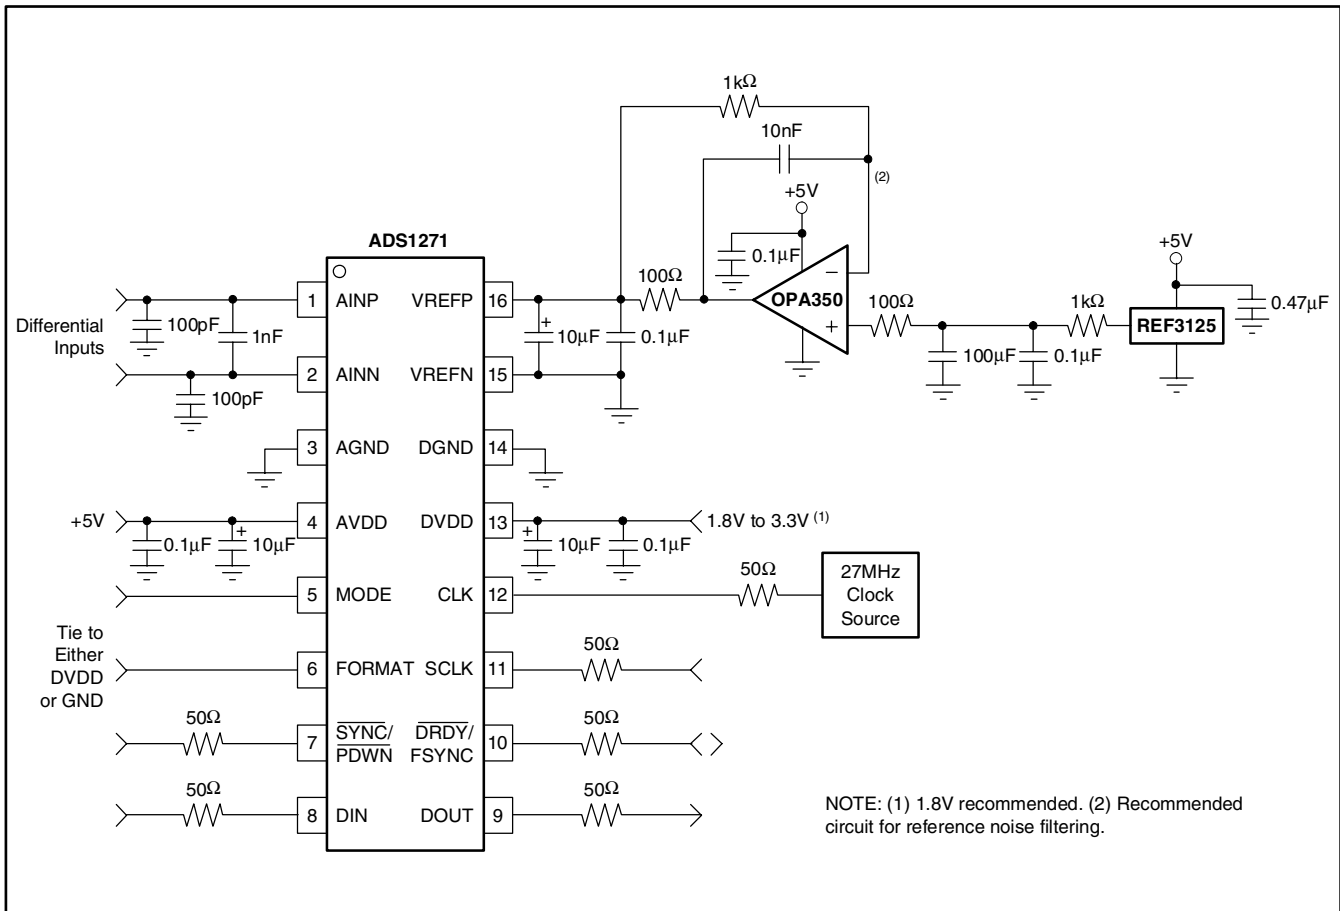 1kΩ
10nF
(2)
+5V
ADS1271
0.1μF
+5V
100Ω
OPA350
−
+
100Ω
1kΩ
REF3125
0.47μF
1 AINP VREFP 16
Differential
Inputs
100pF
1nF
+
10μF
0.1μF
100μF
0.1μF
2 AINN VREFN 15
100pF
3 AGND DGND 14
+5V
4 AVDD DVDD 13
1.8V to 3.3V (1)
0.1μF
+
10μF
+
10μF
0.1μF
5 MODE CLK 12
50Ω
27MHz
Clock
Source
Tie to
Either
DVDD
or GND
6 FORMAT SCLK 11
50Ω
50Ω
7 SYNC/ DRDY/ 10
PDWN FSYNC
50Ω
50Ω
8 DIN DOUT 9
50Ω
NOTE: (1) 1.8V recommended. (2) Recommended
circuit for reference noise filtering.